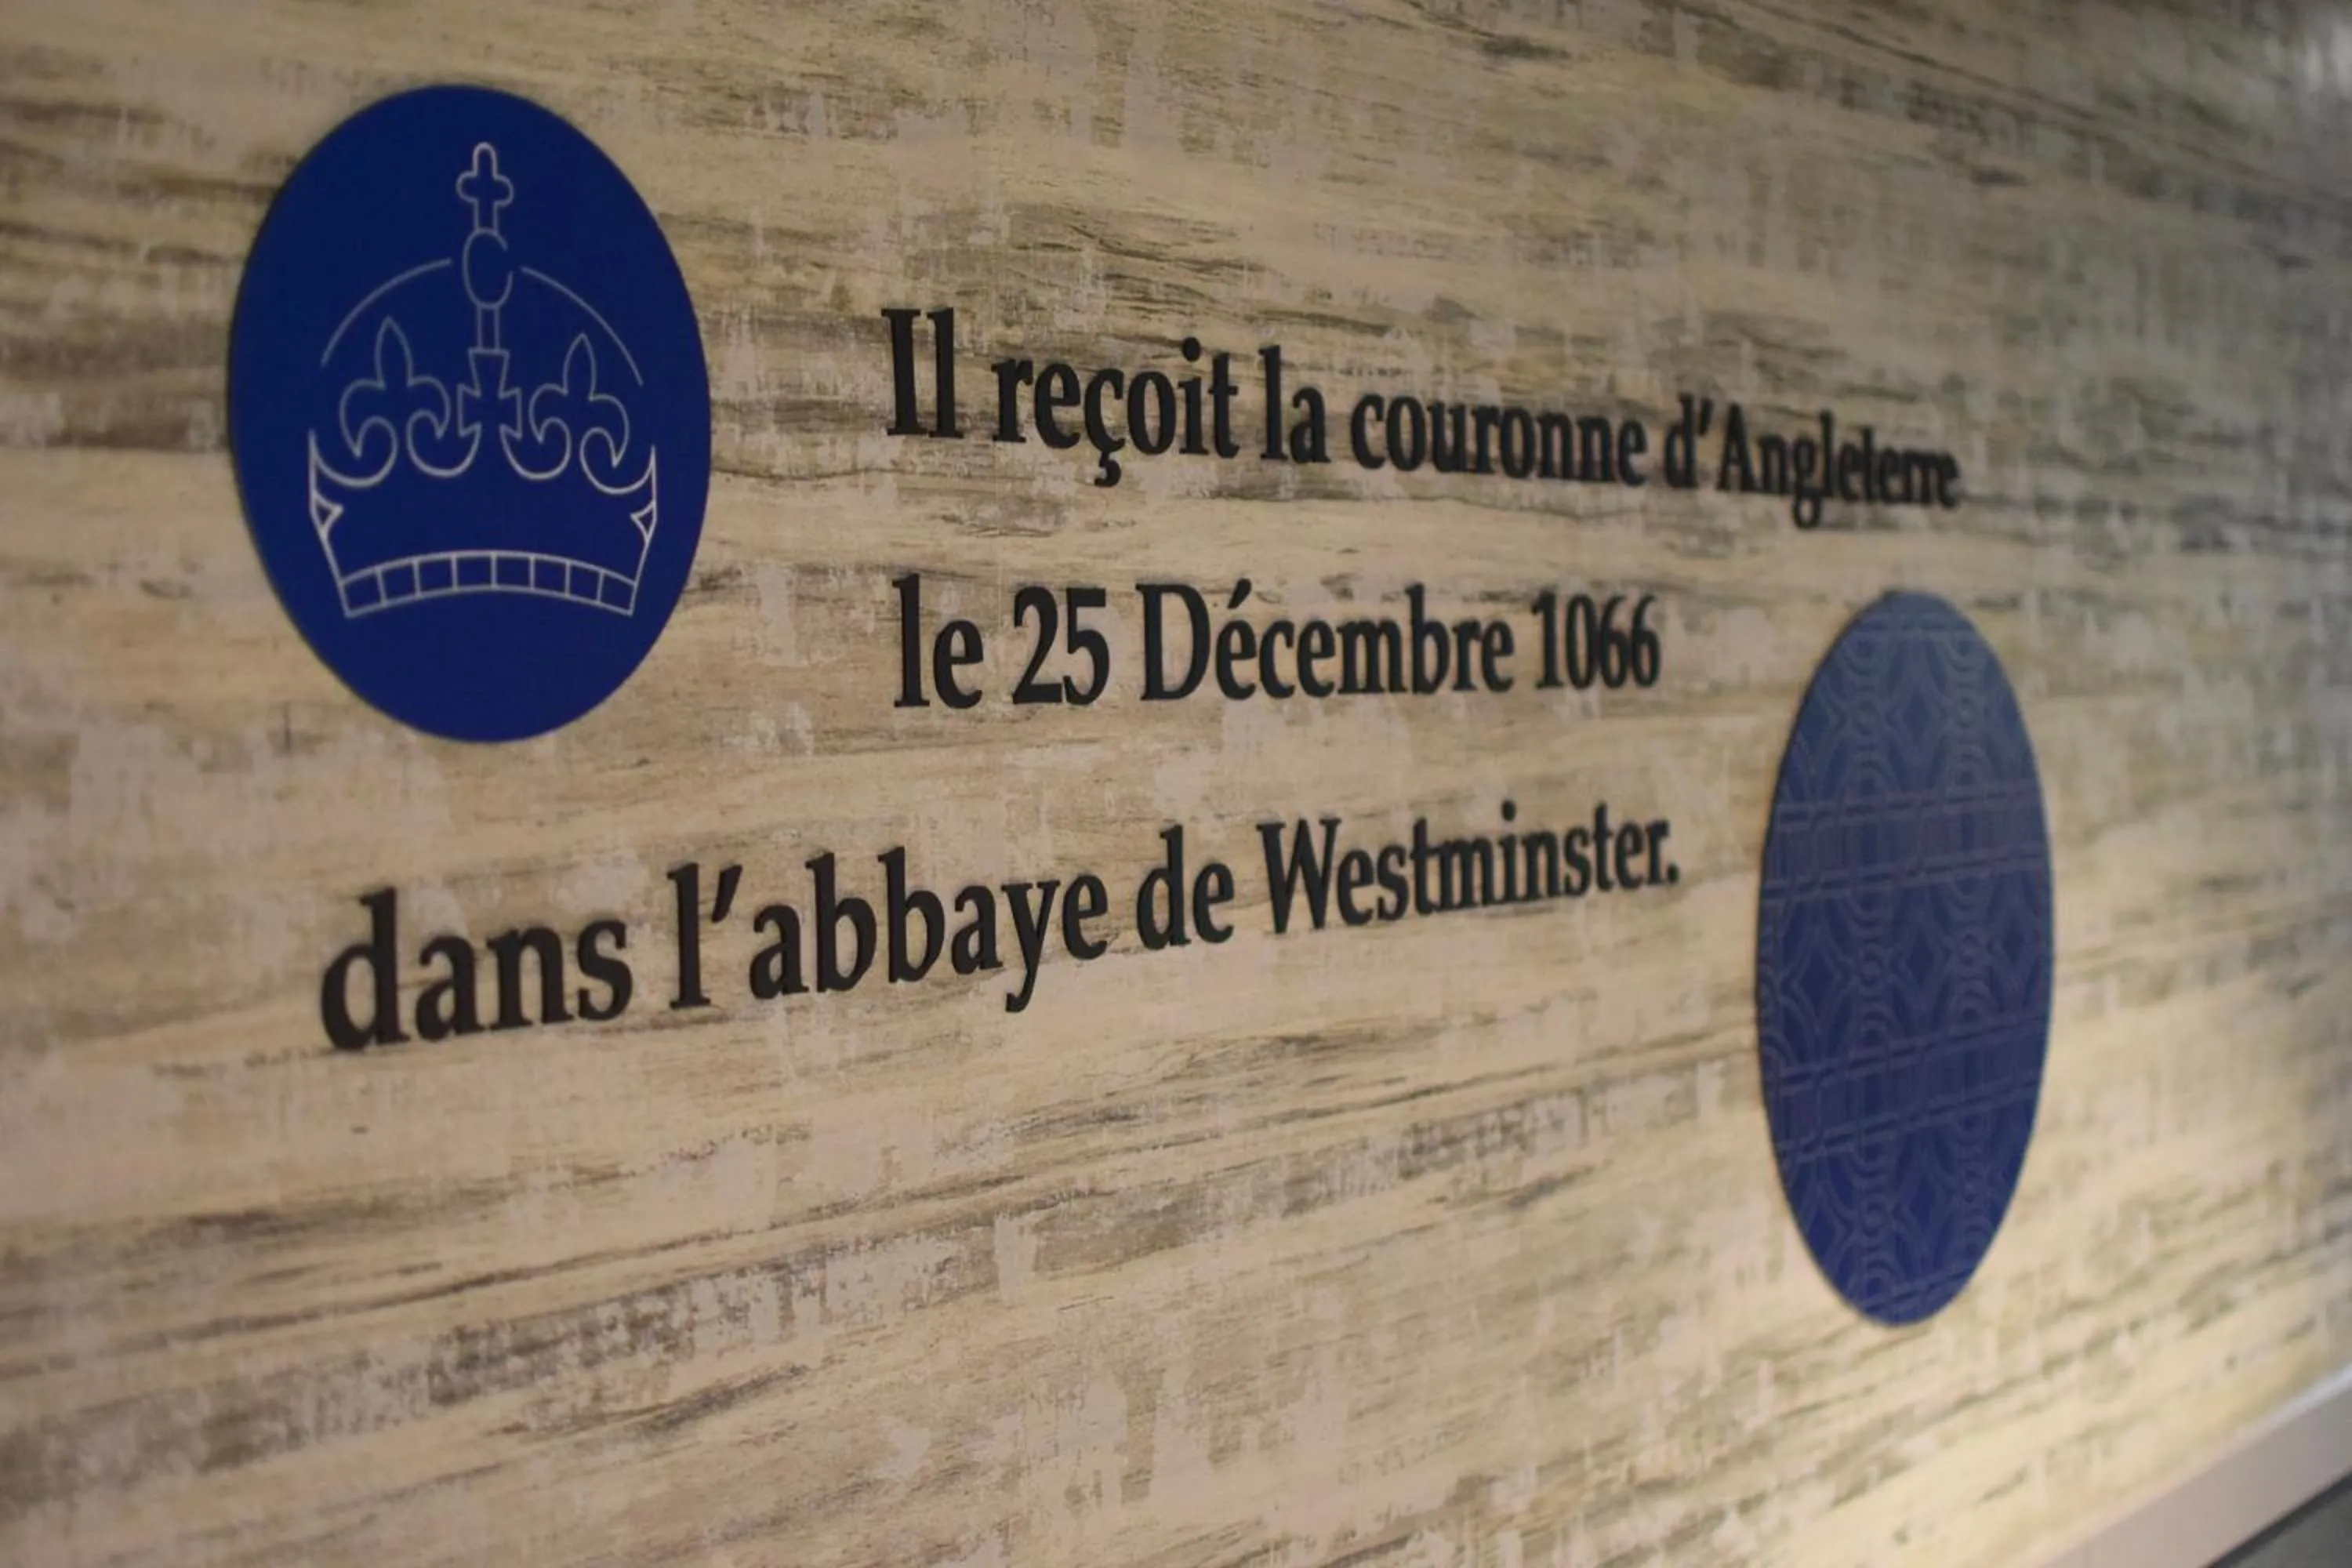 Il reçoit la couronne d'Angleterre
le 25 Décembre 1066
dans l'abbaye de Westminster.
C